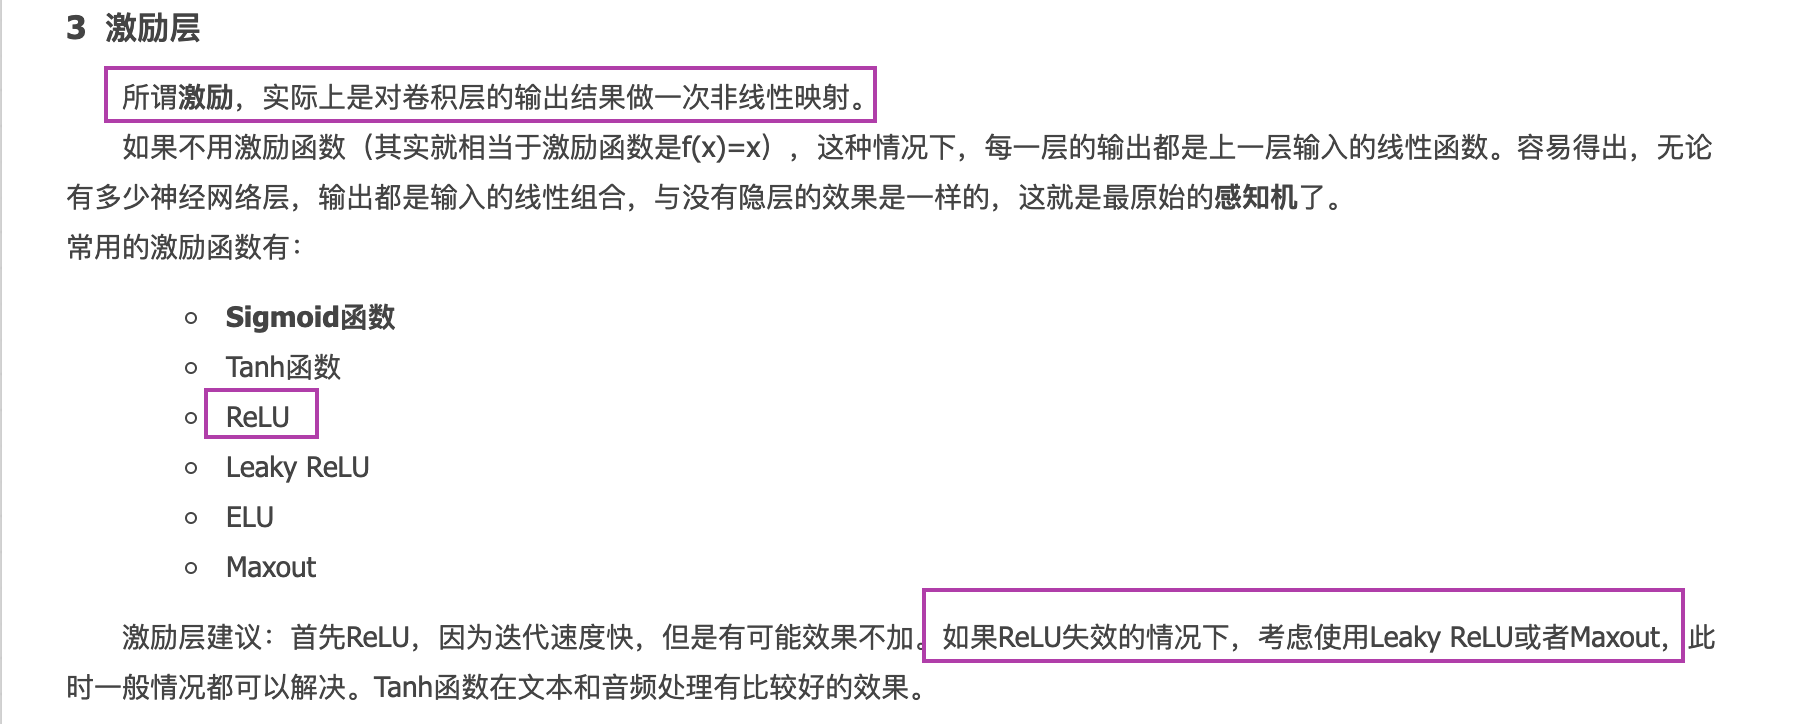 3 激励层
所谓激励，实际上是对卷积层的输出结果做一次非线性映射。
如果不用激励函数（其实就相当于激励函数是f(x)=x），这种情况下，每一层的输出都是上一层输入的线性函数。容易得出，无论
有多少神经网络层，输出都是输入的线性组合，与没有隐层的效果是一样的，这就是最原始的感知机了。
常用的激励函数有：
Sigmoid函数
Tanh函数
ReLU
Leaky ReLU
ELU
Maxout
激励层建议：首先ReLU，因为迭代速度快，但是有可能效果不加。如果ReLU失效的情况下，考虑使用Leaky ReLU或者Maxout，此
时一般情况都可以解决。Tanh函数在文本和音频处理有比较好的效果。